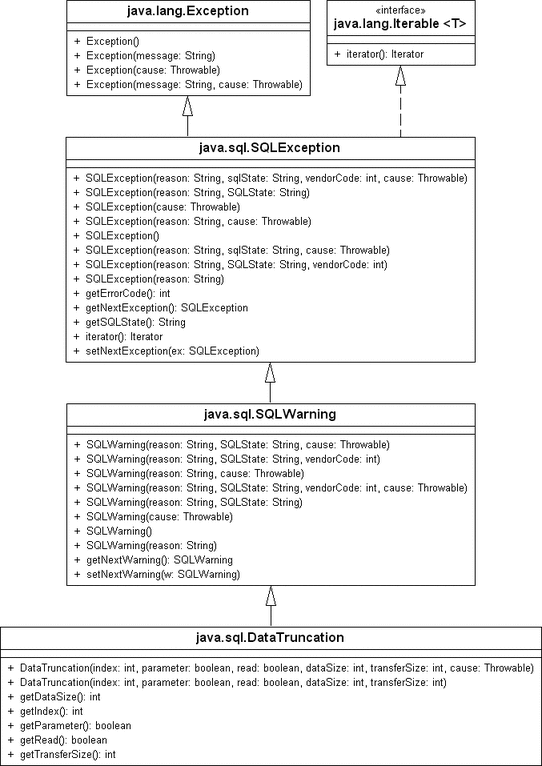 java.lang.Exception
+ Exception()
+ Exception(message: String)
+ Exception(cause: Throwable)
+ Exception(message: String, cause: Throwable)
«interface»
java.lang.Iterable <T>
+ iterator(): Iterator
java.sql.SQLException
+ SQLException(reason: String, sqlState: String, vendorCode: int, cause: Throwable)
+ SQLException(reason: String, SQLState: String)
+ SQLException(cause: Throwable)
+ SQLException(reason: String, cause: Throwable)
+ SQLException()
+ SQLException(reason: String, sqlState: String, cause: Throwable)
+ SQLException(reason: String, SQLState: String, vendorCode: int)
+ SQLException(reason: String)
+ getErrorCode(): int
+ getNextException(): SQLException
+ getSQLState(): String
+ iterator(): Iterator
+ setNextException(ex: SQLException)
java.sql.SQLWarning
+ SQLWarning(reason: String, SQLState: String, cause: Throwable)
+ SQLWarning(reason: String, SQLState: String, vendorCode: int)
+ SQLWarning(reason: String, cause: Throwable)
+ SQLWarning(reason: String, SQLState: String, vendorCode: int, cause: Throwable)
+ SQLWarning(reason: String, SQLState: String)
+ SQLWarning(cause: Throwable)
+ SQLWarning()
+ SQLWarning(reason: String)
+ getNextWarning(): SQLWarning
+ setNextWarning(w: SQLWarning)
java.sql.DataTruncation
+ DataTruncation(index: int, parameter: boolean, read: boolean, dataSize: int, transferSize: int, cause: Throwable)
+ DataTruncation(index: int, parameter: boolean, read: boolean, dataSize: int, transferSize: int)
+ getDataSize(): int
+ getIndex(): int
+ getParameter(): boolean
+ getRead(): boolean
+ getTransferSize(): int